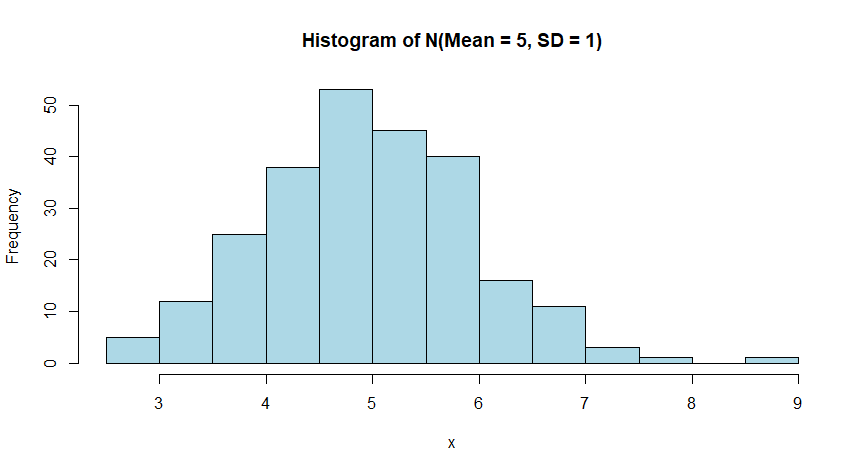 Histogram of N(Mean = 5, SD = 1)
Frequency
50
40
30
20
10
0
3 4 5 6 7 8 9
x